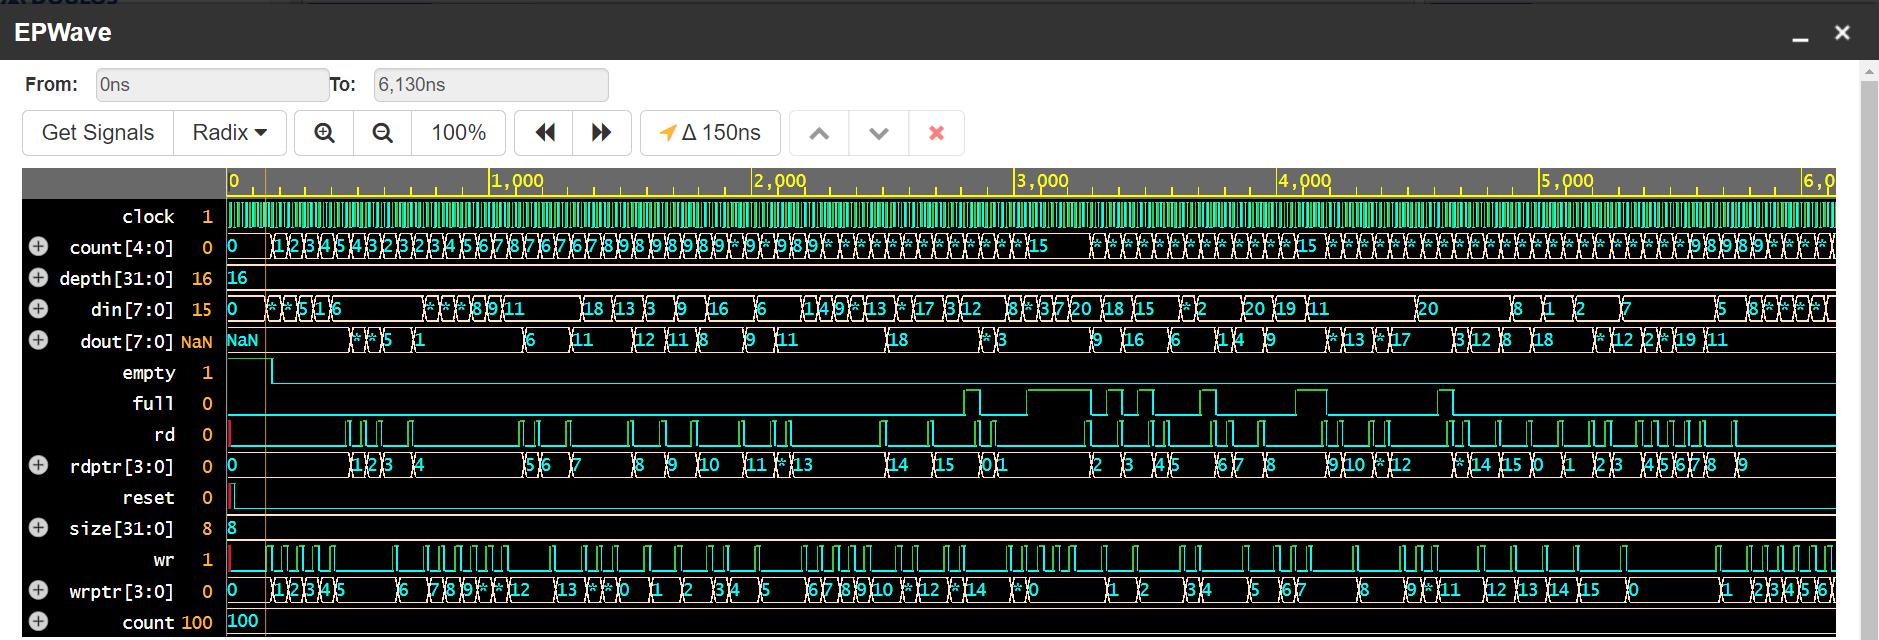 EPWave
From: 0ns To: 6,130ns
Get Signals Radix 100% Δ 150ns
0 1,000 2,000 3,000 4,000 5,000 6,0
clock 1
count[4:0] 0 0 1 2 3 4 5 4 3 2 3 2 3 4 5 6 7 8 7 6 7 6 7 8 9 8 9 8 9 8 9 * 9 * 9 8 9 * * * * * * * * * * * * * 15 * * * * * * * * * * * * * 15 * * * * * * * * * * * * * * * * * * * * * * * 9 8 9 8 9 * * * *
depth[31:0] 16 16
din[7:0] 15 0 * * 5 1 6 * * * 8 9 11 18 13 3 9 16 6 1 4 9 * 13 * 17 3 12 8 * 3 7 20 18 15 * 2 20 19 11 20 8 1 2 7 5 8 * * * *
dout[7:0] NaN NaN * * 5 1 6 11 12 11 8 9 11 18 * 3 9 16 6 1 4 9 * 13 * 17 3 12 8 18 * 12 2 * 19 11
empty 1
full 0
rd 0
rdptr[3:0] 0 0 1 2 3 4 5 6 7 8 9 10 11 * 13 14 15 0 1 2 3 4 5 6 7 8 9 10 * 12 * 14 15 0 1 2 3 4 5 6 7 8 9
reset 0
size[31:0] 8 8
wr 1
wrptr[3:0] 0 0 1 2 3 4 5 6 7 8 9 * * 12 13 * * 0 1 2 3 4 5 6 7 8 9 10 * 12 * 14 * 0 1 2 3 4 5 6 7 8 9 * 11 12 13 14 15 0 1 2 3 4 5 6
count 100 100